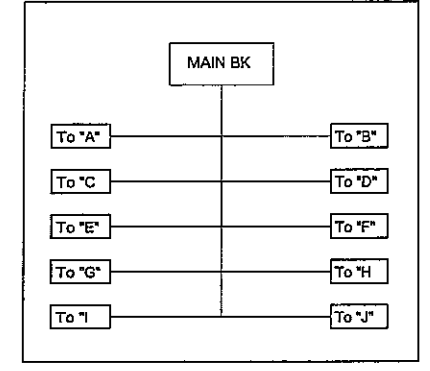 MAIN BK
To "A"
To "B"
To "C
To "D"
To "E"
To "F"
To "G"
To "H
To "I
To "J"